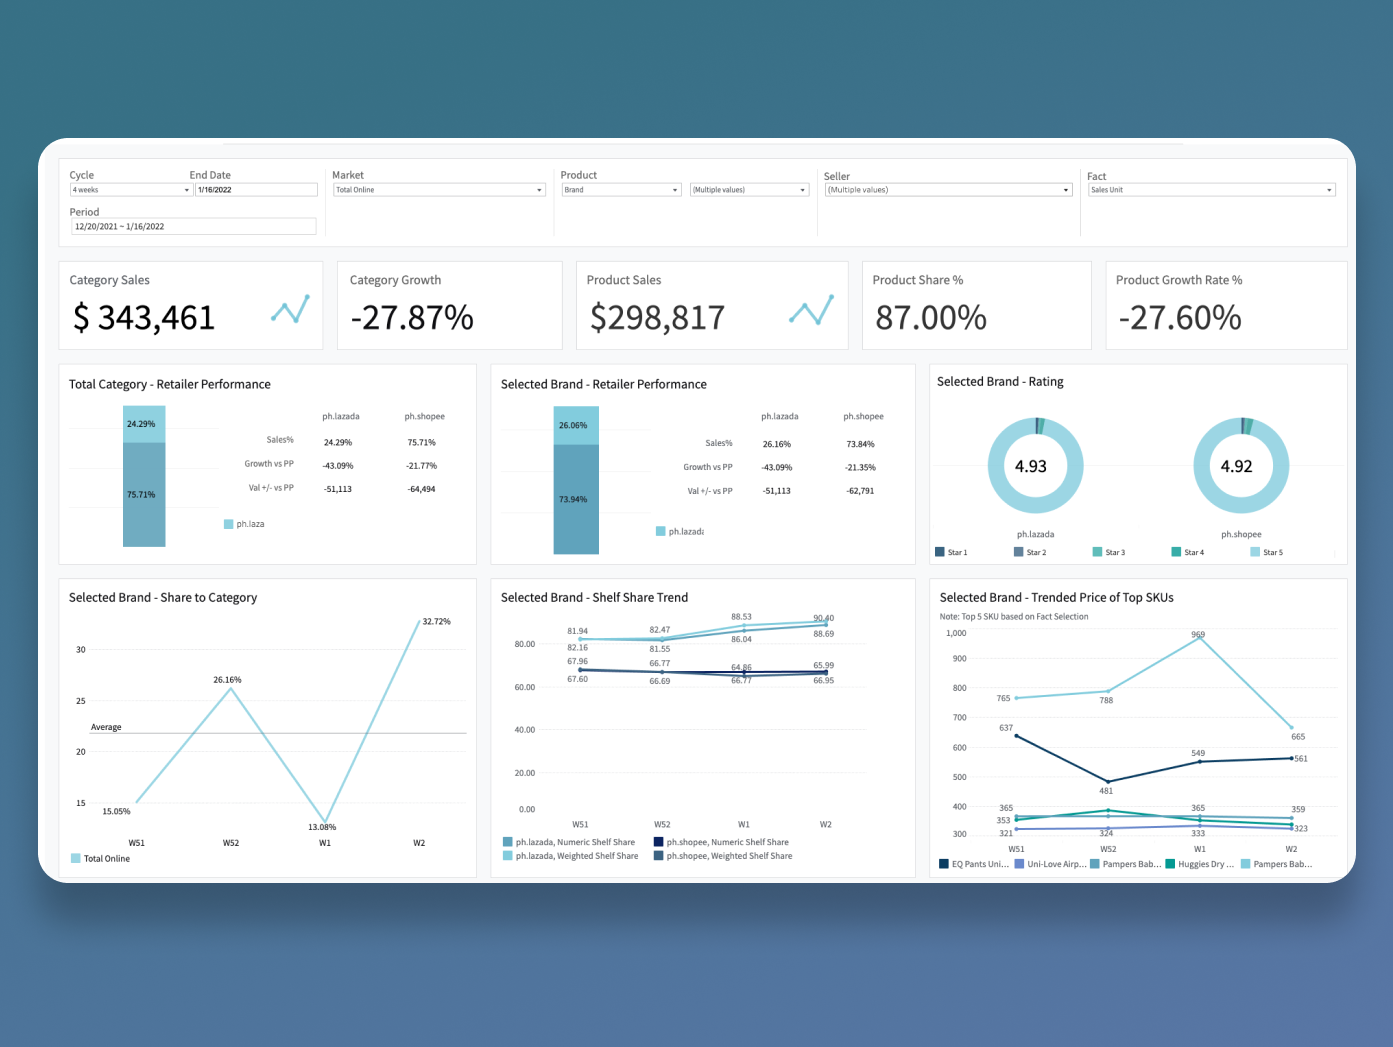 Cycle
End Date
4 weeks
1/16/2022
Period
12/20/2021 ~ 1/16/2022
Market
Total Online
Product
Brand
(Multiple values)
Seller
(Multiple values)
Fact
Sales Unit
Category Sales
$ 343,461
Category Growth
-27.87%
Product Sales
$298,817
Product Share %
87.00%
Product Growth Rate %
-27.60%
Total Category - Retailer Performance
24.29%
75.71%
ph.lazada ph.shopee
Sales% 24.29% 75.71%
Growth vs PP -43.09% -21.77%
Val +/- vs PP -51,113 -64,494
ph.laza
Selected Brand - Retailer Performance
26.06%
73.94%
ph.lazada ph.shopee
Sales% 26.16% 73.84%
Growth vs PP -43.09% -21.35%
Val +/- vs PP -51,113 -62,791
ph.lazada
Selected Brand - Rating
4.93 4.92
ph.lazada ph.shopee
Star 1 Star 2 Star 3 Star 4 Star 5
Selected Brand - Share to Category
32.72%
30
26.16%
25
Average
20
15
15.05%
13.08%
W51 W52 W1 W2
Total Online
Selected Brand - Shelf Share Trend
88.53 90.40
81.94 82.47
86.04 88.69
80.00
82.16 81.55
67.96 66.77 64.86 65.99
67.60 66.69 66.77 66.95
60.00
40.00
20.00
0.00
W51 W52 W1 W2
ph.lazada, Numeric Shelf Share ph.shopee, Numeric Shelf Share
ph.lazada, Weighted Shelf Share ph.shopee, Weighted Shelf Share
Selected Brand - Trended Price of Top SKUs
Note: Top 5 SKU based on Fact Selection
1,000
969
900
800
765
788
700
637
665
600
549
561
500
481
400
365 365 359
353
321 324 333 323
300
W51 W52 W1 W2
EQ Pants Uni... Uni-Love Airp... Pampers Bab... Huggies Dry ... Pampers Bab...